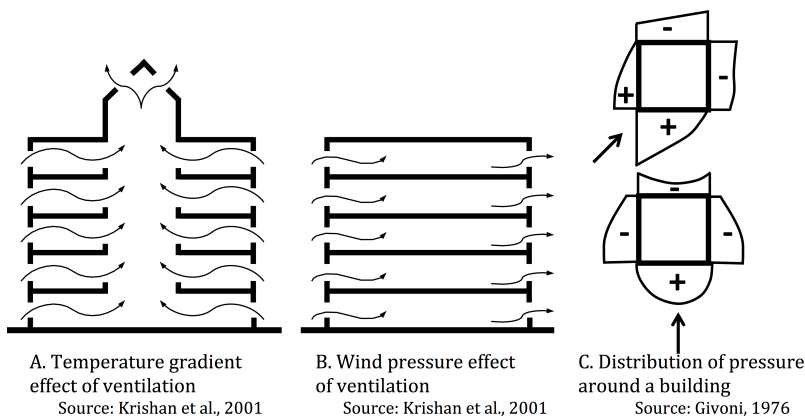 -
-
+
+
-
-
-
+
A. Temperature gradient
effect of ventilation
Source: Krishan et al., 2001
B. Wind pressure effect
of ventilation
Source: Krishan et al., 2001
C. Distribution of pressure
around a building
Source: Givoni, 1976